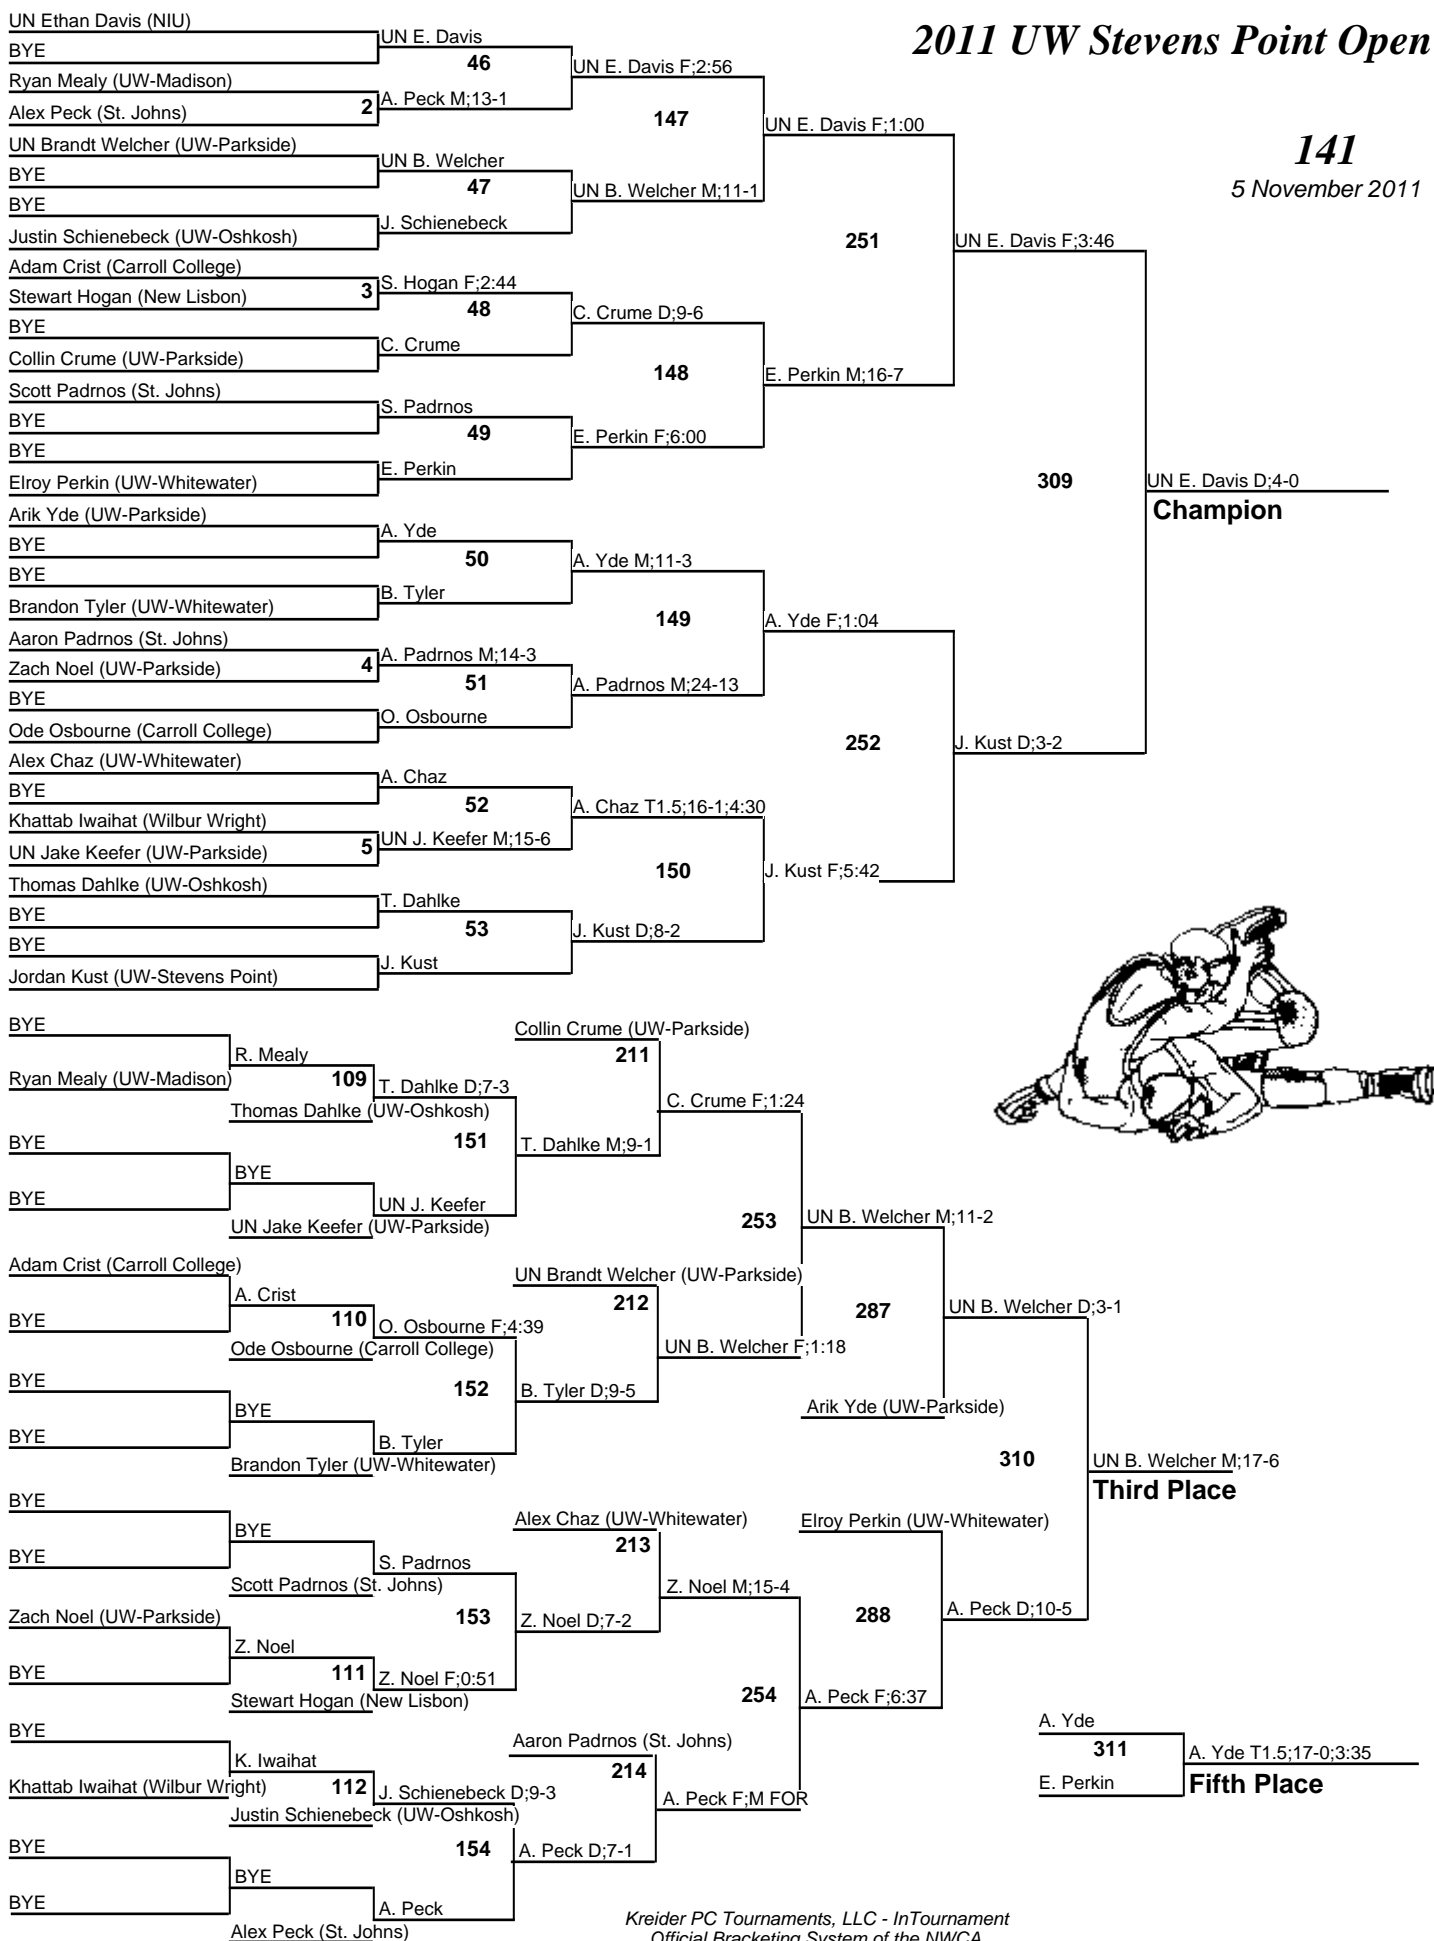 2011 UW Stevens Point Open
141
5 November 2011
UN Ethan Davis (NIU)
BYE
Ryan Mealy (UW-Madison)
Alex Peck (St. Johns)
UN Brandt Welcher (UW-Parkside)
BYE
BYE
Justin Schienebeck (UW-Oshkosh)
Adam Crist (Carroll College)
Stewart Hogan (New Lisbon)
BYE
Collin Crume (UW-Parkside)
Scott Padrnos (St. Johns)
BYE
BYE
Elroy Perkin (UW-Whitewater)
Arik Yde (UW-Parkside)
BYE
BYE
Brandon Tyler (UW-Whitewater)
Aaron Padrnos (St. Johns)
Zach Noel (UW-Parkside)
BYE
Ode Osbourne (Carroll College)
Alex Chaz (UW-Whitewater)
BYE
Khattab Iwaihat (Wilbur Wright)
UN Jake Keefer (UW-Parkside)
Thomas Dahlke (UW-Oshkosh)
BYE
BYE
Jordan Kust (UW-Stevens Point)
2
3
4
5
UN E. Davis
46
A. Peck M;13-1
UN B. Welcher
47
J. Schienebeck
S. Hogan F;2:44
48
C. Crume
S. Padrnos
49
E. Perkin
A. Yde
50
B. Tyler
A. Padrnos M;14-3
51
O. Osbourne
A. Chaz
52
UN J. Keefer M;15-6
T. Dahlke
53
J. Kust
UN E. Davis F;2:56
147
UN B. Welcher M;11-1
C. Crume D;9-6
148
E. Perkin F;6:00
A. Yde M;11-3
149
A. Padrnos M;24-13
A. Chaz T1.5;16-1;4:30
150
J. Kust D;8-2
UN E. Davis F;1:00
251
E. Perkin M;16-7
A. Yde F;1:04
252
J. Kust F;5:42
UN E. Davis F;3:46
309
J. Kust D;3-2
UN E. Davis D;4-0
Champion
BYE
Ryan Mealy (UW-Madison)
BYE
BYE
Adam Crist (Carroll College)
BYE
BYE
BYE
BYE
BYE
Zach Noel (UW-Parkside)
BYE
BYE
Khattab Iwaihat (Wilbur Wright)
BYE
BYE
R. Mealy
109
Thomas Dahlke (UW-Oshkosh)
BYE
UN Jake Keefer (UW-Parkside)
A. Crist
110
Ode Osbourne (Carroll College)
BYE
Brandon Tyler (UW-Whitewater)
BYE
Scott Padrnos (St. Johns)
Z. Noel
111
Stewart Hogan (New Lisbon)
K. Iwaihat
112
Justin Schienebeck (UW-Oshkosh)
BYE
Alex Peck (St. Johns)
T. Dahlke D;7-3
151
UN J. Keefer
O. Osbourne F;4:39
152
B. Tyler
S. Padrnos
153
Z. Noel F;0:51
J. Schienebeck D;9-3
154
A. Peck
Collin Crume (UW-Parkside)
211
T. Dahlke M;9-1
UN Brandt Welcher (UW-Parkside)
212
B. Tyler D;9-5
Alex Chaz (UW-Whitewater)
213
Z. Noel D;7-2
Aaron Padrnos (St. Johns)
214
A. Peck D;7-1
C. Crume F;1:24
253
UN B. Welcher F;1:18
Z. Noel M;15-4
254
A. Peck F;M FOR
UN B. Welcher M;11-2
287
Arik Yde (UW-Parkside)
Elroy Perkin (UW-Whitewater)
288
A. Peck F;6:37
UN B. Welcher D;3-1
310
A. Peck D;10-5
UN B. Welcher M;17-6
Third Place
A. Yde
311
E. Perkin
A. Yde T1.5;17-0;3:35
Fifth Place
Kreider PC Tournaments, LLC - InTournament
Official Bracketing System of the NWCA